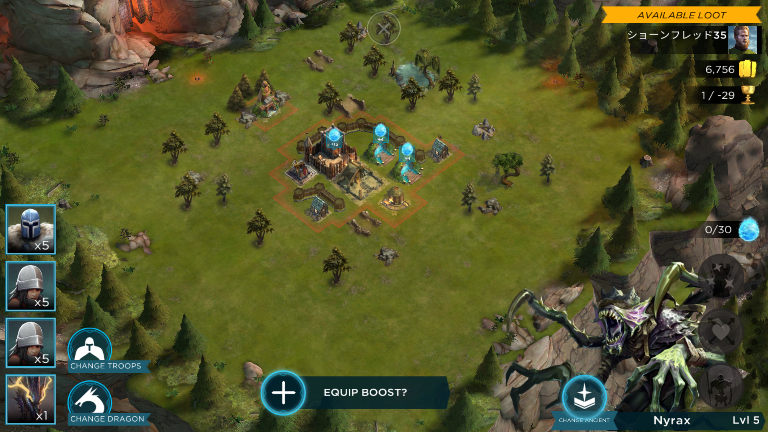 AVAILABLE LOOT
ショーンフレッド35
6,756
1 / -29
0/30
x5
x5
x5
x1
CHANGE TROOPS
CHANGE DRAGON
EQUIP BOOST?
CHANGE ANCIENT
Nyrax Lvl 5